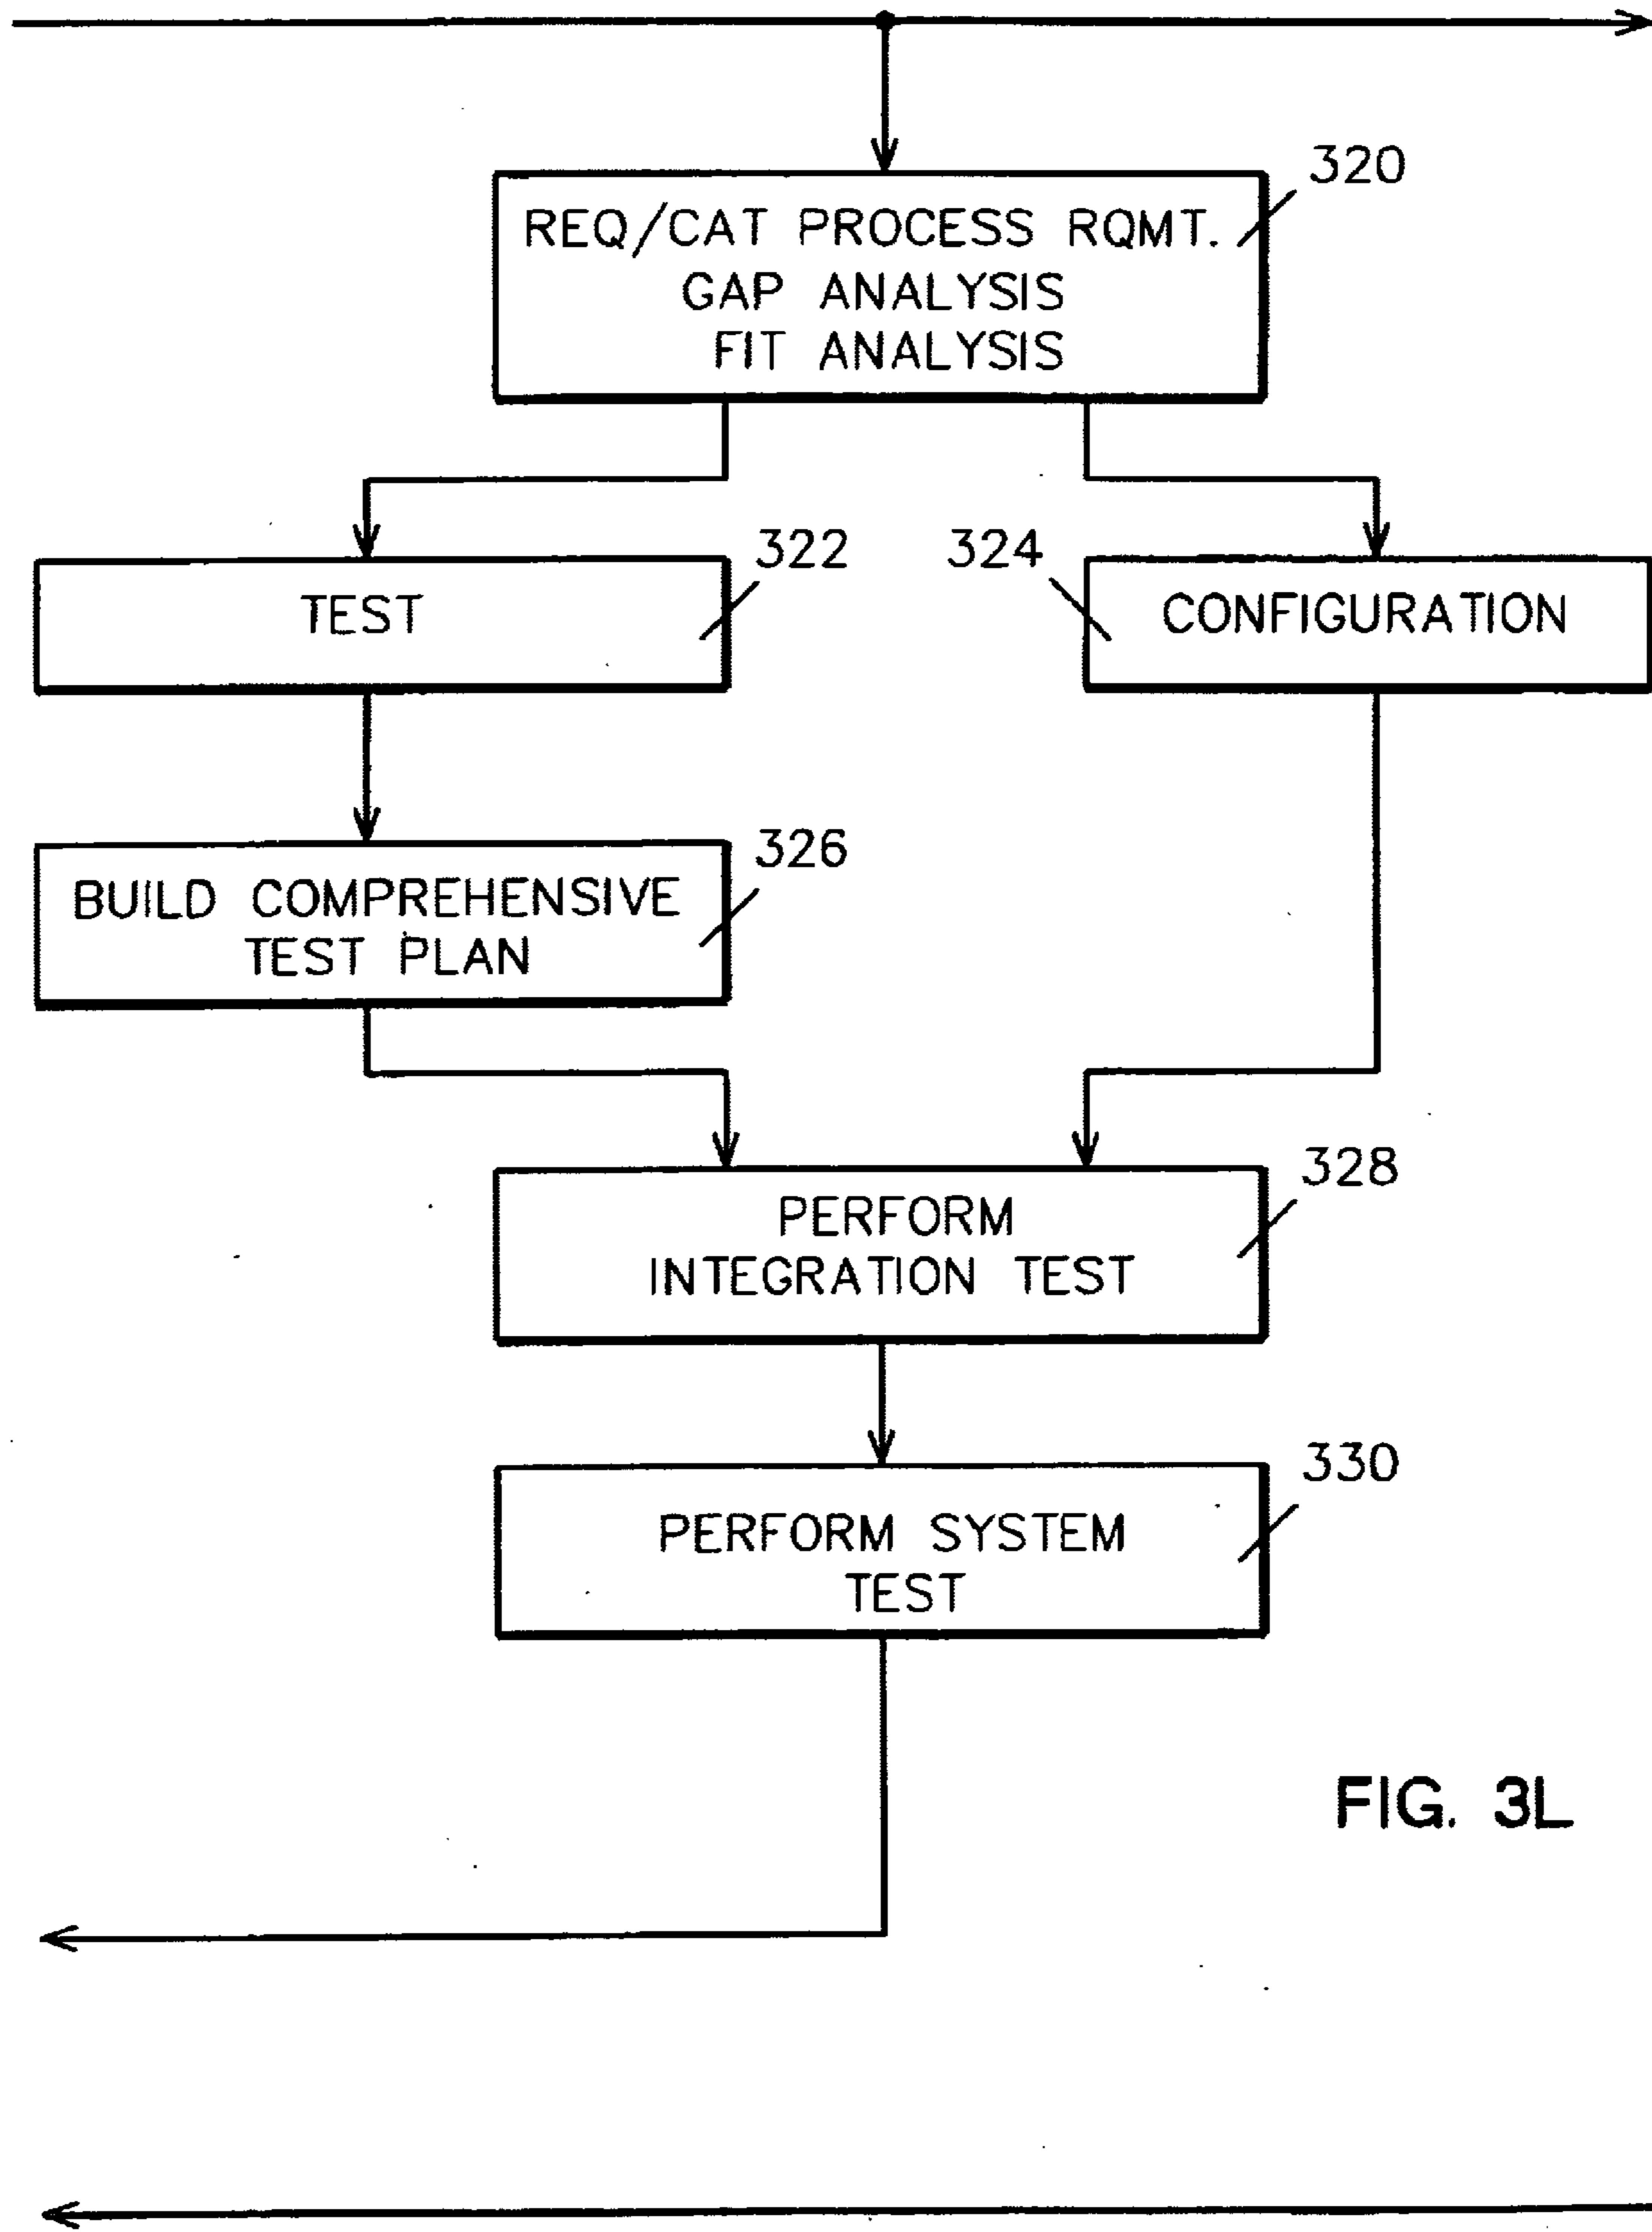 320
REQ/CAT PROCESS RQMT.
GAP ANALYSIS
FIT ANALYSIS
322
TEST
324
CONFIGURATION
326
BUILD COMPREHENSIVE
TEST PLAN
328
PERFORM
INTEGRATION TEST
330
PERFORM SYSTEM
TEST
FIG. 3L